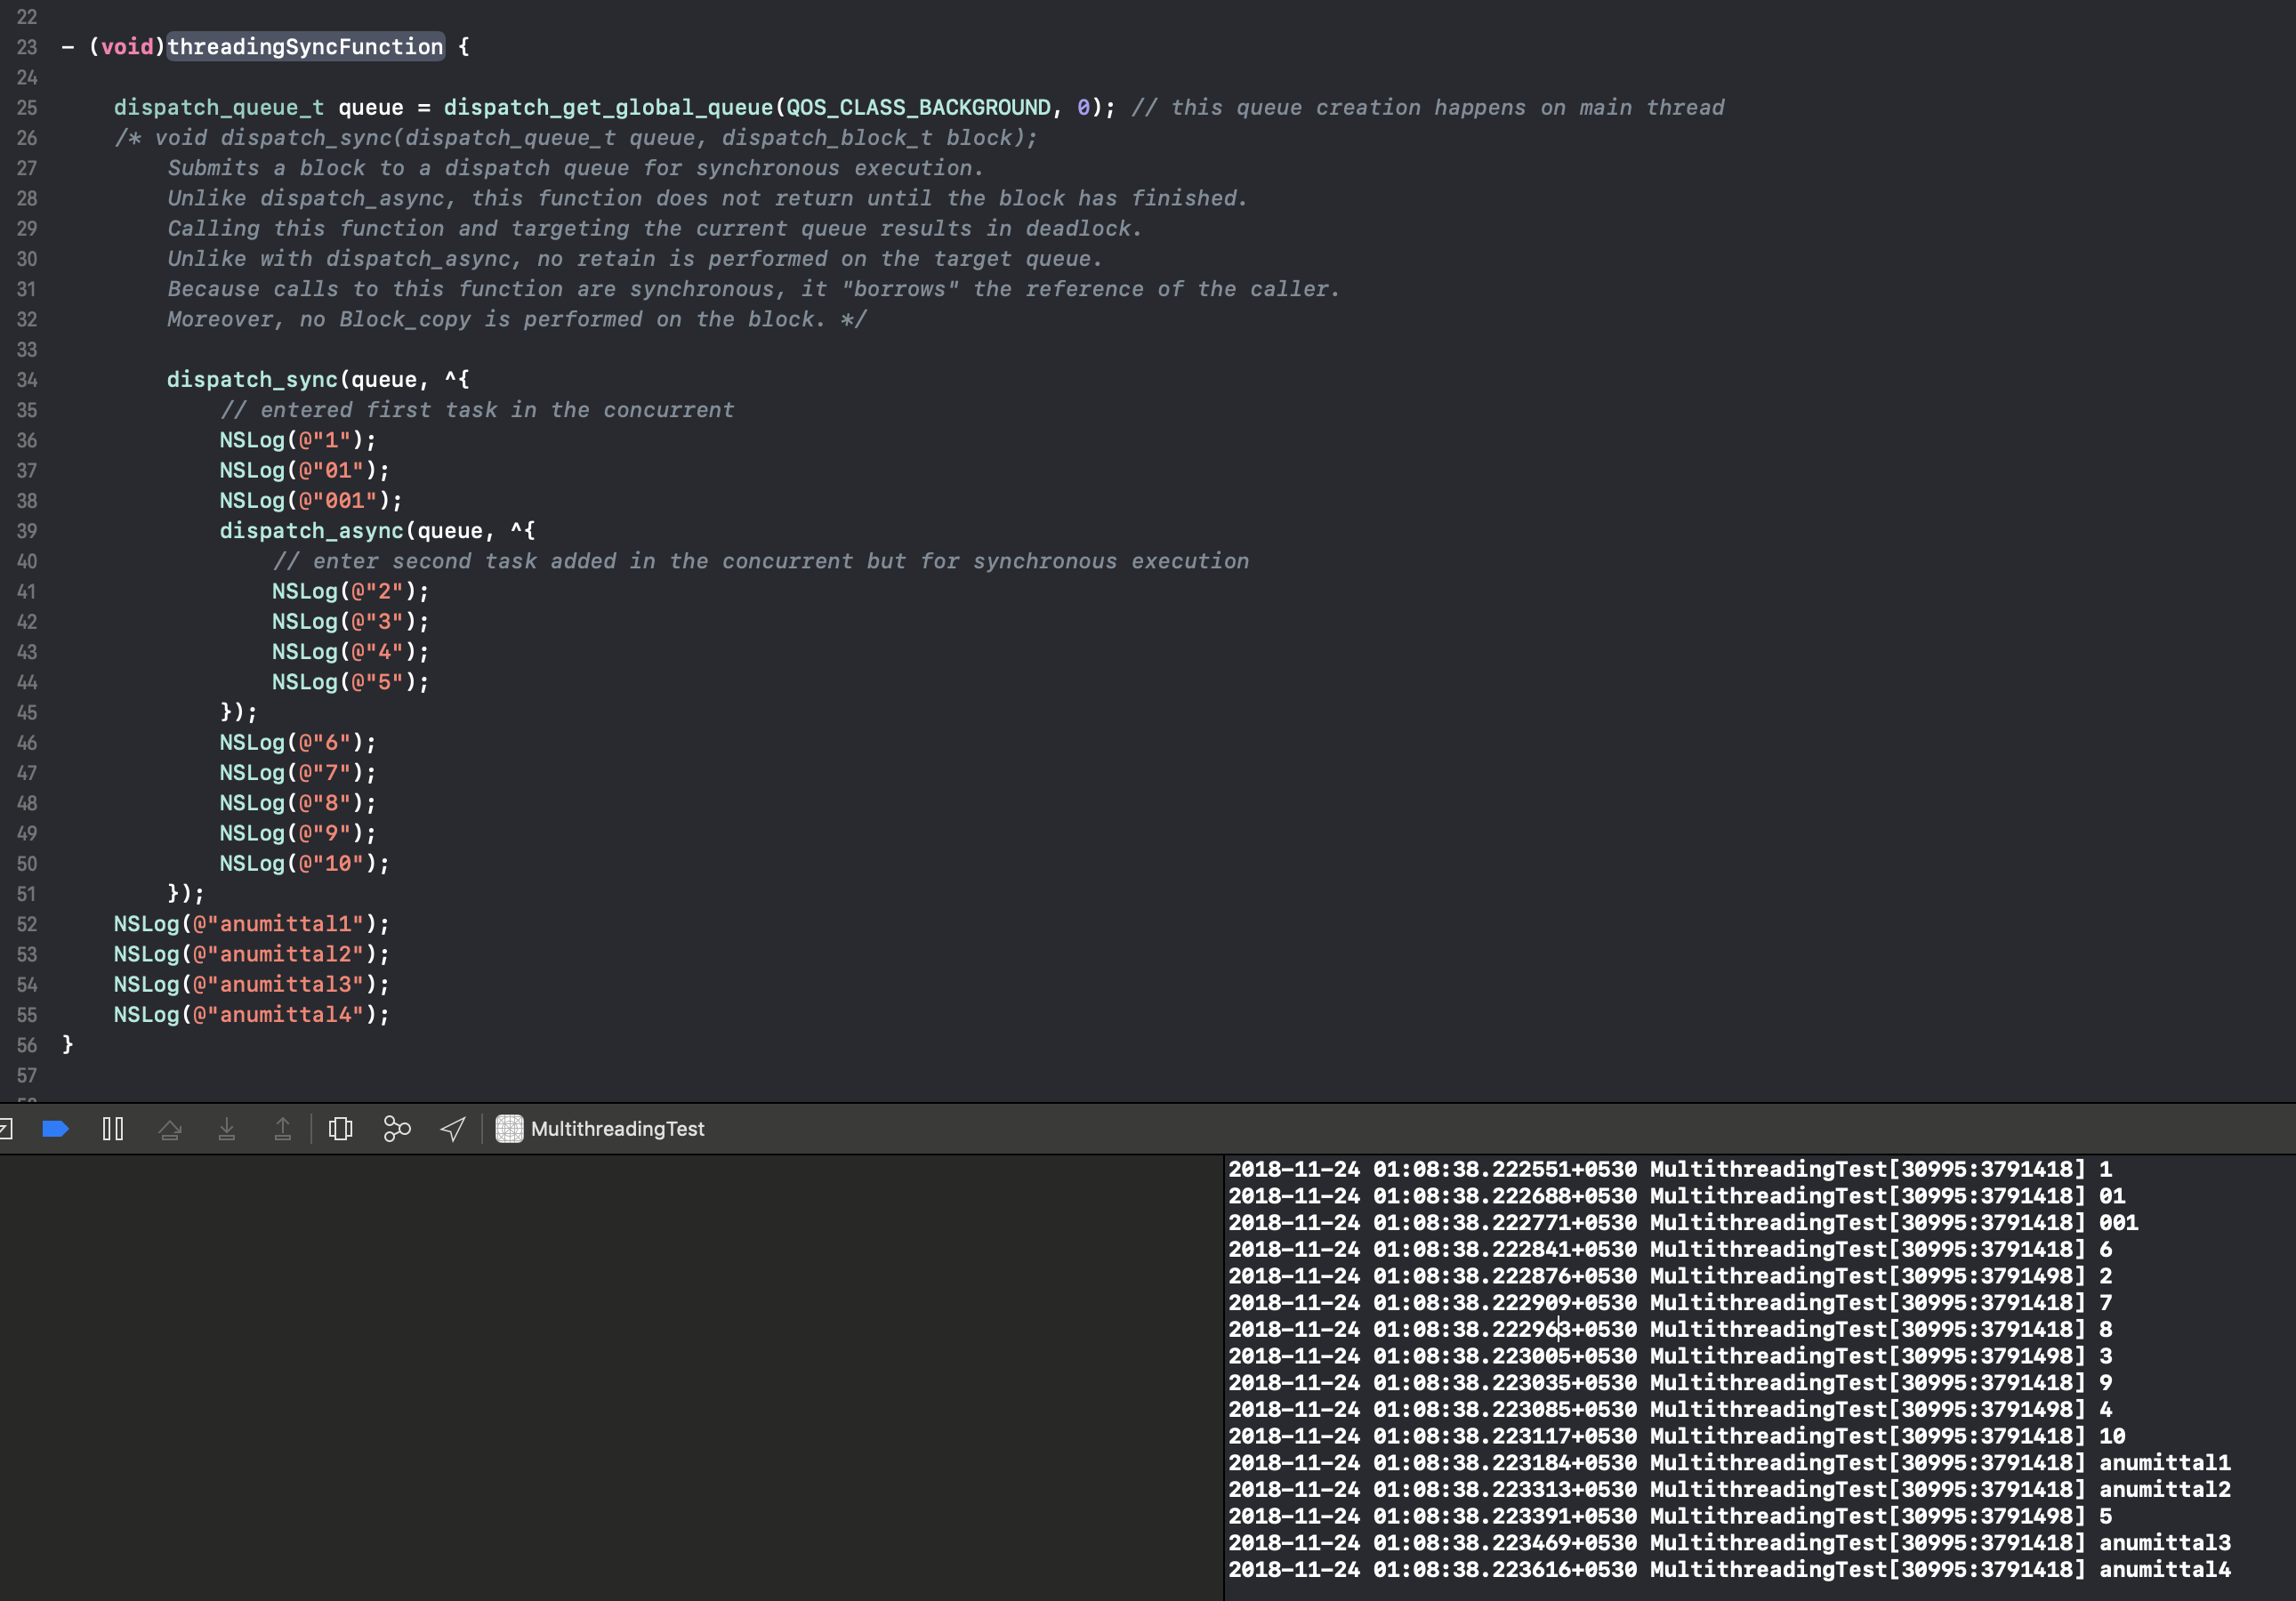 22
23 - (void)threadingSyncFunction {
24
25 dispatch_queue_t queue = dispatch_get_global_queue(QOS_CLASS_BACKGROUND, 0); // this queue creation happens on main thread
26 /* void dispatch_sync(dispatch_queue_t queue, dispatch_block_t block);
27 Submits a block to a dispatch queue for synchronous execution.
28 Unlike dispatch_async, this function does not return until the block has finished.
29 Calling this function and targeting the current queue results in deadlock.
30 Unlike with dispatch_async, no retain is performed on the target queue.
31 Because calls to this function are synchronous, it "borrows" the reference of the caller.
32 Moreover, no Block_copy is performed on the block. */
33
34 dispatch_sync(queue, ^{
35 // entered first task in the concurrent
36 NSLog(@"1");
37 NSLog(@"01");
38 NSLog(@"001");
39 dispatch_async(queue, ^{
40 // enter second task added in the concurrent but for synchronous execution
41 NSLog(@"2");
42 NSLog(@"3");
43 NSLog(@"4");
44 NSLog(@"5");
45 });
46 NSLog(@"6");
47 NSLog(@"7");
48 NSLog(@"8");
49 NSLog(@"9");
50 NSLog(@"10");
51 });
52 NSLog(@"anumittal1");
53 NSLog(@"anumittal2");
54 NSLog(@"anumittal3");
55 NSLog(@"anumittal4");
56 }
57
MultithreadingTest
2018-11-24 01:08:38.222551+0530 MultithreadingTest[30995:3791418] 1
2018-11-24 01:08:38.222688+0530 MultithreadingTest[30995:3791418] 01
2018-11-24 01:08:38.222771+0530 MultithreadingTest[30995:3791418] 001
2018-11-24 01:08:38.222841+0530 MultithreadingTest[30995:3791418] 6
2018-11-24 01:08:38.222876+0530 MultithreadingTest[30995:3791498] 2
2018-11-24 01:08:38.222909+0530 MultithreadingTest[30995:3791418] 7
2018-11-24 01:08:38.222963+0530 MultithreadingTest[30995:3791418] 8
2018-11-24 01:08:38.223005+0530 MultithreadingTest[30995:3791498] 3
2018-11-24 01:08:38.223035+0530 MultithreadingTest[30995:3791418] 9
2018-11-24 01:08:38.223085+0530 MultithreadingTest[30995:3791498] 4
2018-11-24 01:08:38.223117+0530 MultithreadingTest[30995:3791418] 10
2018-11-24 01:08:38.223184+0530 MultithreadingTest[30995:3791418] anumittal1
2018-11-24 01:08:38.223313+0530 MultithreadingTest[30995:3791418] anumittal2
2018-11-24 01:08:38.223391+0530 MultithreadingTest[30995:3791498] 5
2018-11-24 01:08:38.223469+0530 MultithreadingTest[30995:3791418] anumittal3
2018-11-24 01:08:38.223616+0530 MultithreadingTest[30995:3791418] anumittal4